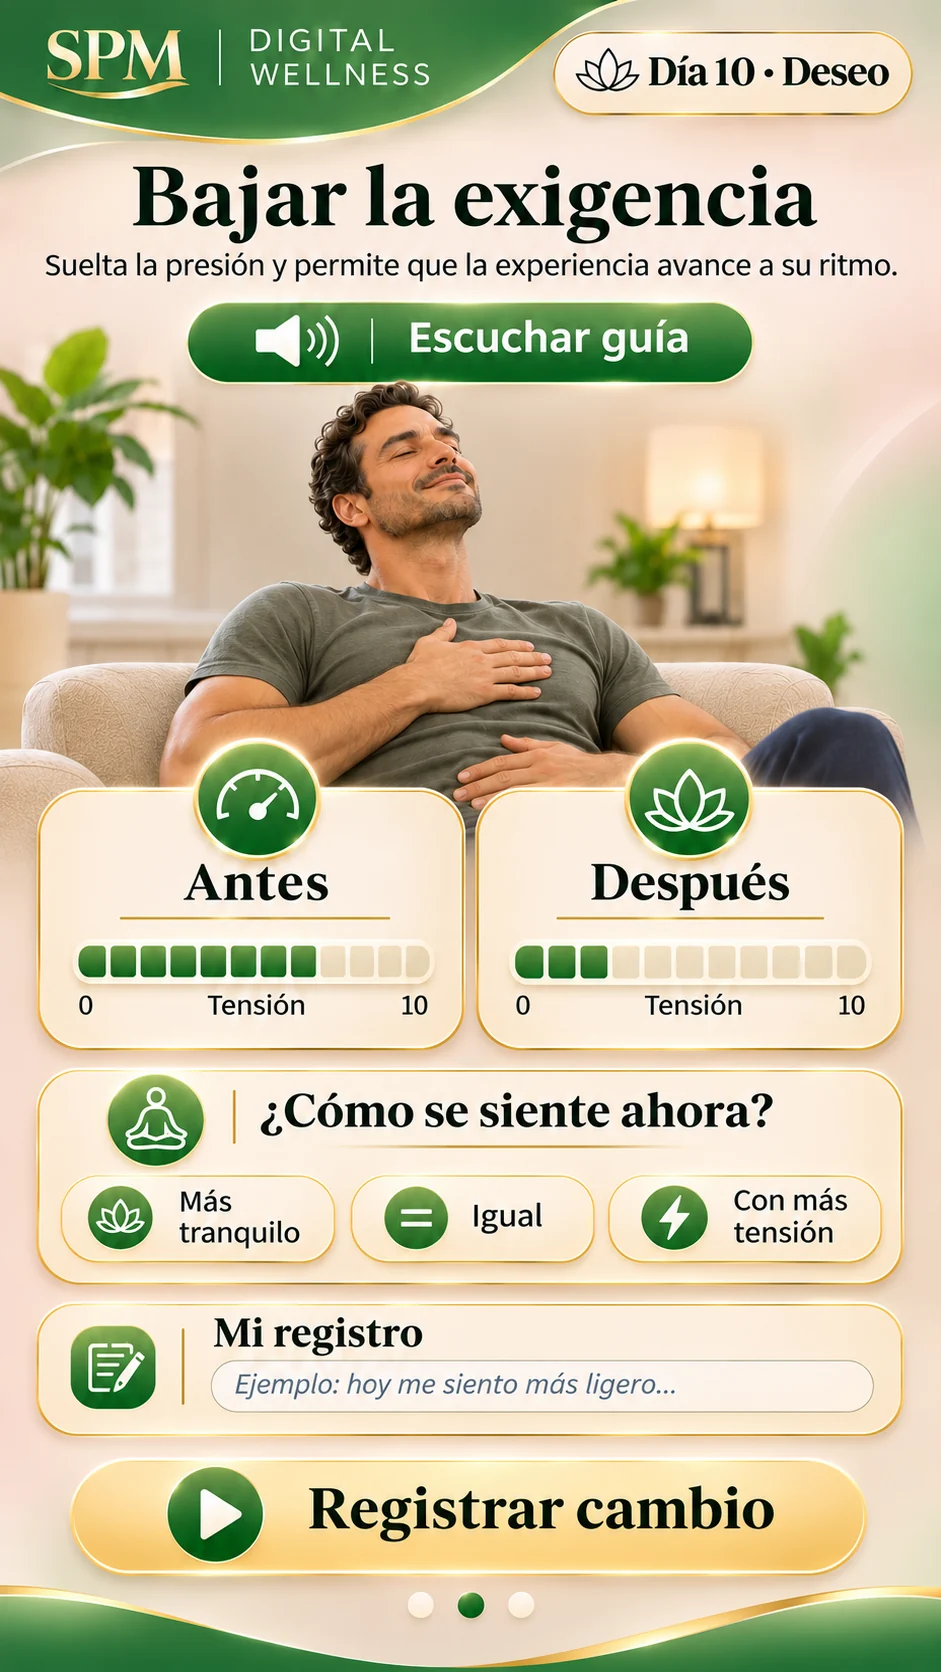 SPM
DIGITAL
WELLNESS
Día 10 • Deseo
Bajar la exigencia
Suelta la presión y permite que la experiencia avance a su ritmo.
Escuchar guía
Antes
0 Tensión 10
Después
0 Tensión 10
¿Cómo se siente ahora?
Más
tranquilo
Igual
Con más
tensión
Mi registro
Ejemplo: hoy me siento más ligero...
Registrar cambio